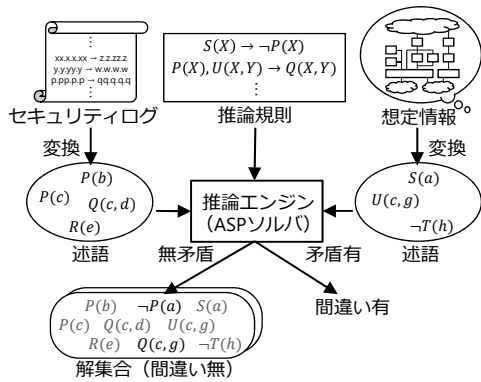 ⋮
xx.x.x.xx → z.z.zz.z
y.y.yy.y → w.w.w.w
p.pp.p.p → qq.q.q.q
セキュリティログ
S(X) → ¬P(X)
P(X), U(X,Y) → Q(X,Y)
⋮
推論規則
想定情報
変換
変換
P(b)
P(c)
Q(c,d)
R(e)
述語
推論エンジン
(ASPソルバ)
S(a)
U(c,g)
¬T(h)
述語
無矛盾
矛盾有
P(b) ¬P(a) S(a)
P(c) Q(c,d) U(c,g)
R(e) Q(c,g) ¬T(h)
解集合（間違い無）
間違い有